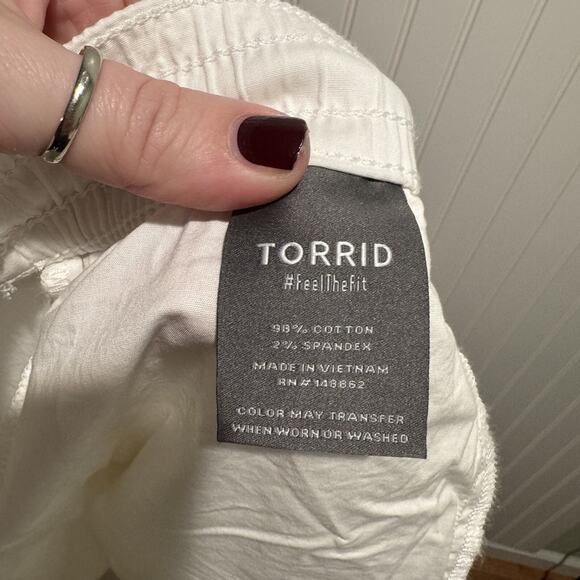 TORRID
#FeelTheFit
98% COTTON
2% SPANDEX
MADE IN VIETNAM
RN# 148862
COLOR MAY TRANSFER
WHEN WORN OR WASHED